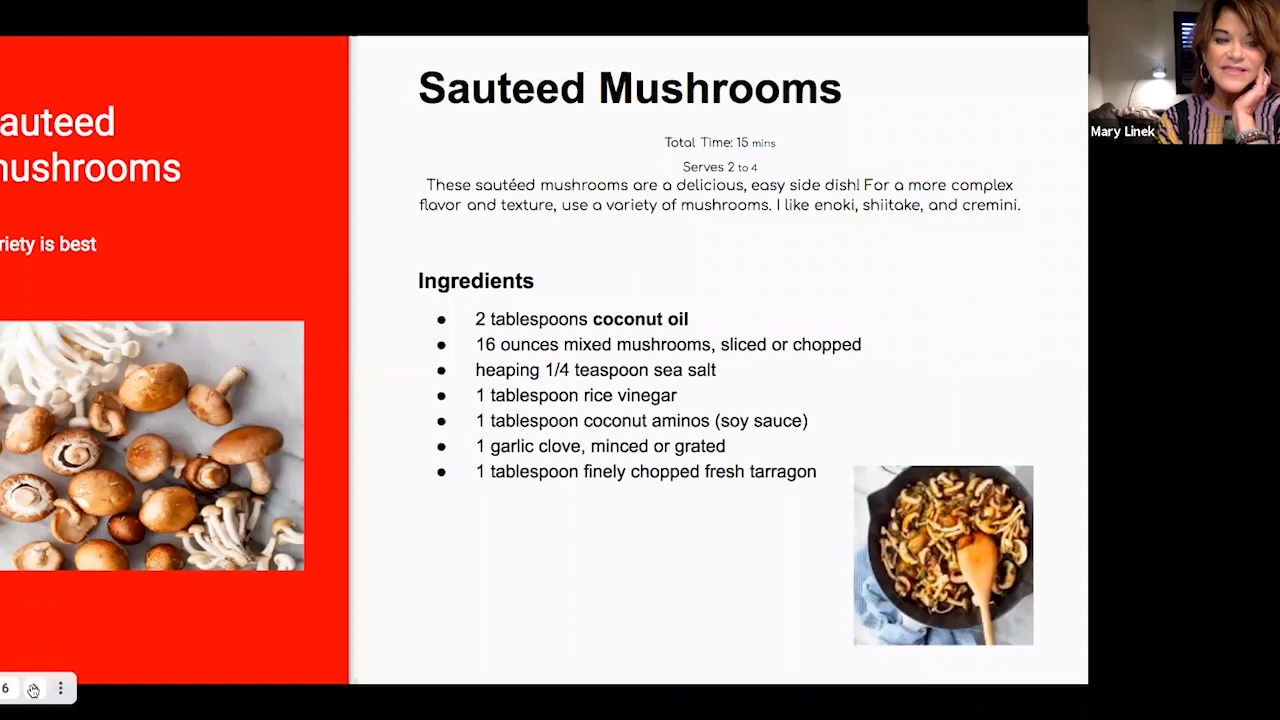 auteed
ushrooms
riety is best
Sauteed Mushrooms
Total Time: 15 mins
Serves 2 to 4
These sautéed mushrooms are a delicious, easy side dish! For a more complex
flavor and texture, use a variety of mushrooms. I like enoki, shiitake, and cremini.
Ingredients
● 2 tablespoons coconut oil
● 16 ounces mixed mushrooms, sliced or chopped
● heaping 1/4 teaspoon sea salt
● 1 tablespoon rice vinegar
● 1 tablespoon coconut aminos (soy sauce)
● 1 garlic clove, minced or grated
● 1 tablespoon finely chopped fresh tarragon
Mary Linek
6